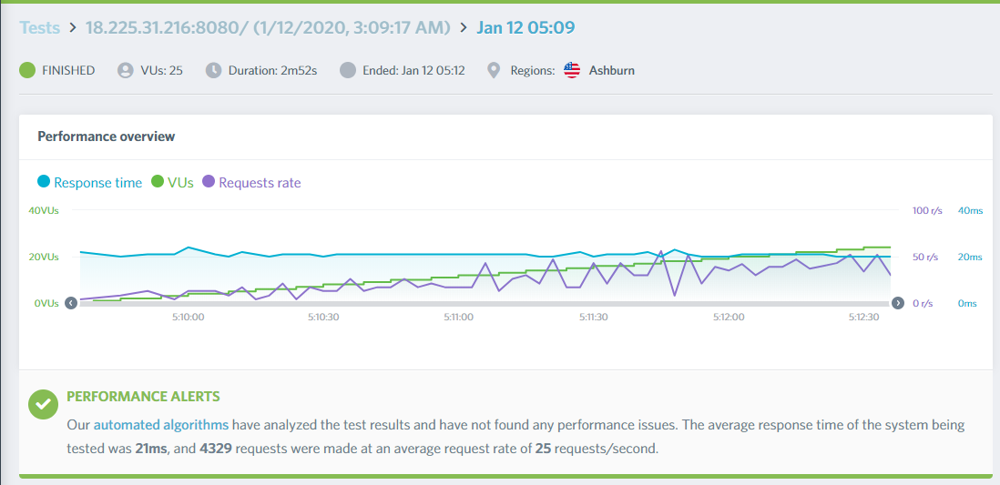 Tests > 18.225.31.216:8080/ (1/12/2020, 3:09:17 AM) > Jan 12 05:09
FINISHED VUs: 25 Duration: 2m52s Ended: Jan 12 05:12 Regions: Ashburn
Performance overview
Response time VUs Requests rate
40VUs 100 r/s 40ms
20VUs 50 r/s 20ms
0VUs 0 r/s 0ms
5:10:00 5:10:30 5:11:00 5:11:30 5:12:00 5:12:30
PERFORMANCE ALERTS
Our automated algorithms have analyzed the test results and have not found any performance issues. The average response time of the system being
tested was 21ms, and 4329 requests were made at an average request rate of 25 requests/second.